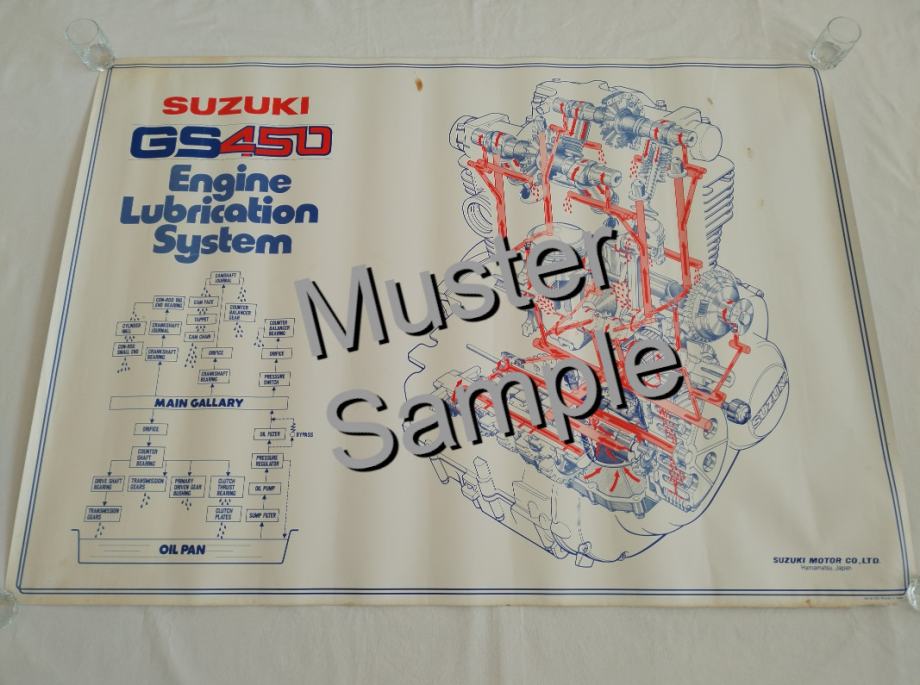 SUZUKI
GS450
Engine
Lubrication
System
CAMSHAFT
JOURNAL
CON-ROD BIG
END BEARING
CAM FACE
COUNTER
BALANCER
GEAR
TAPPET
CYLINDER
WALL
CRANKSHAFT
JOURNAL
CAM CHAIN
COUNTER
BALANCER
BEARING
CON-ROD
SMALL END
CRANKSHAFT
BEARING
ORIFICE
ORIFICE
CRANKSHAFT
BEARING
PRESSURE
SWITCH
MAIN GALLARY
ORIFICE
OIL FILTER
BYPASS
COUNTER
SHAFT
BEARING
PRESSURE
REGULATOR
DRIVE SHAFT
BEARING
TRANSMISSION
GEARS
PRIMARY
DRIVEN GEAR
BUSHING
CLUTCH
THRUST
BEARING
OIL PUMP
TRANSMISSION
GEARS
CLUTCH
PLATES
SUMP FILTER
OIL PAN
Muster
Sample
SUZUKI
SUZUKI MOTOR CO.,LTD.
Hamamatsu, Japan